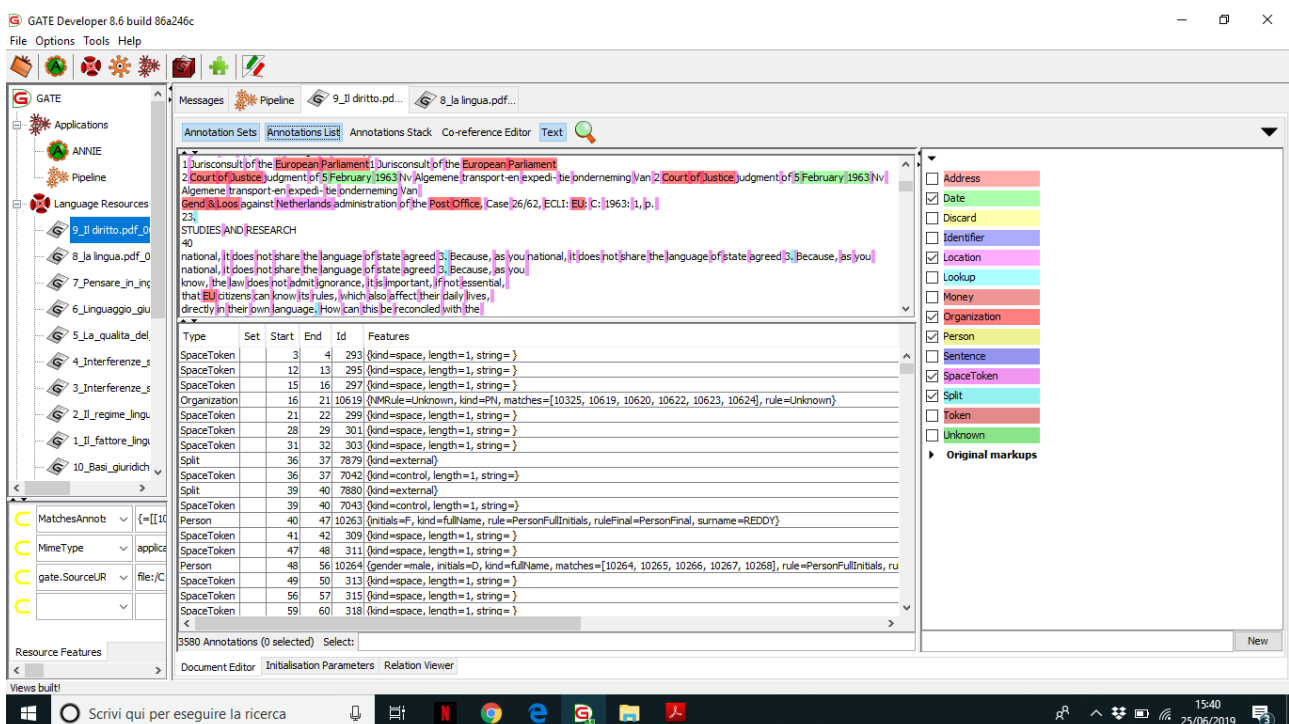 GATE Developer 8.6 build 86a246c
File Options Tools Help
GATE
Applications
ANNIE
Pipeline
Language Resources
9_Il diritto.pdf_0
8_la lingua.pdf_0
7_Pensare_in_ing
6_Linguaggio_giu
5_La_qualita_del
4_Interferenze_s
3_Interferenze_s
2_Il_regime_lingu
1_Il_fattore_lingu
10_Basi_giuridich
MatchesAnnota {=[[10
MimeType applica
gate.SourceUR file:/C
Resource Features
Views built!
Messages Pipeline 9_Il diritto.pd... 8_la lingua.pdf...
Annotation Sets Annotations List Annotations Stack Co-reference Editor Text
1 Jurisconsult of the European Parliament1 Jurisconsult of the European Parliament
2 Court of Justice judgment of 5 February 1963 Nv Algemene transport-en expedi- tie onderneming Van 2 Court of Justice judgment of 5 February 1963 Nv
Algemene transport-en expedi- tie onderneming Van
Gend & Loos against Netherlands administration of the Post Office, Case 26/62, ECLI: EU: C: 1963: 1, p.
23.
STUDIES AND RESEARCH
40
national, it does not share the language of state agreed 3. Because, as you national, it does not share the language of state agreed 3. Because, as you
national, it does not share the language of state agreed 3. Because, as you
know, the law does not admit ignorance, it is important, if not essential,
that EU citizens can know its rules, which also affect their daily lives,
directly in their own language. How can this be reconciled with the
Type Set Start End Id Features
SpaceToken 3 4 293 {kind=space, length=1, string= }
SpaceToken 12 13 295 {kind=space, length=1, string= }
SpaceToken 15 16 297 {kind=space, length=1, string= }
Organization 16 21 10619 {NMRule=Unknown, kind=PN, matches=[10325, 10619, 10620, 10622, 10623, 10624], rule=Unknown}
SpaceToken 21 22 299 {kind=space, length=1, string= }
SpaceToken 28 29 301 {kind=space, length=1, string= }
SpaceToken 31 32 303 {kind=space, length=1, string= }
Split 36 37 7879 {kind=external}
SpaceToken 36 37 7042 {kind=control, length=1, string=}
Split 39 40 7880 {kind=external}
SpaceToken 39 40 7043 {kind=control, length=1, string=}
Person 40 47 10263 {initials=F, kind=fullName, rule=PersonFullInitials, ruleFinal=PersonFinal, surname=REDDY}
SpaceToken 41 42 309 {kind=space, length=1, string= }
SpaceToken 47 48 311 {kind=space, length=1, string= }
Person 48 56 10264 {gender=male, initials=D, kind=fullName, matches=[10264, 10265, 10266, 10267, 10268], rule=PersonFullInitials, ru
SpaceToken 49 50 313 {kind=space, length=1, string= }
SpaceToken 56 57 315 {kind=space, length=1, string= }
SpaceToken 59 60 318 {kind=space, length=1, string= }
3580 Annotations (0 selected) Select:
Document Editor Initialisation Parameters Relation Viewer
Address
Date
Discard
Identifier
Location
Lookup
Money
Organization
Person
Sentence
SpaceToken
Split
Token
Unknown
Original markups
New
Scrivi qui per eseguire la ricerca
15:40
25/06/2019